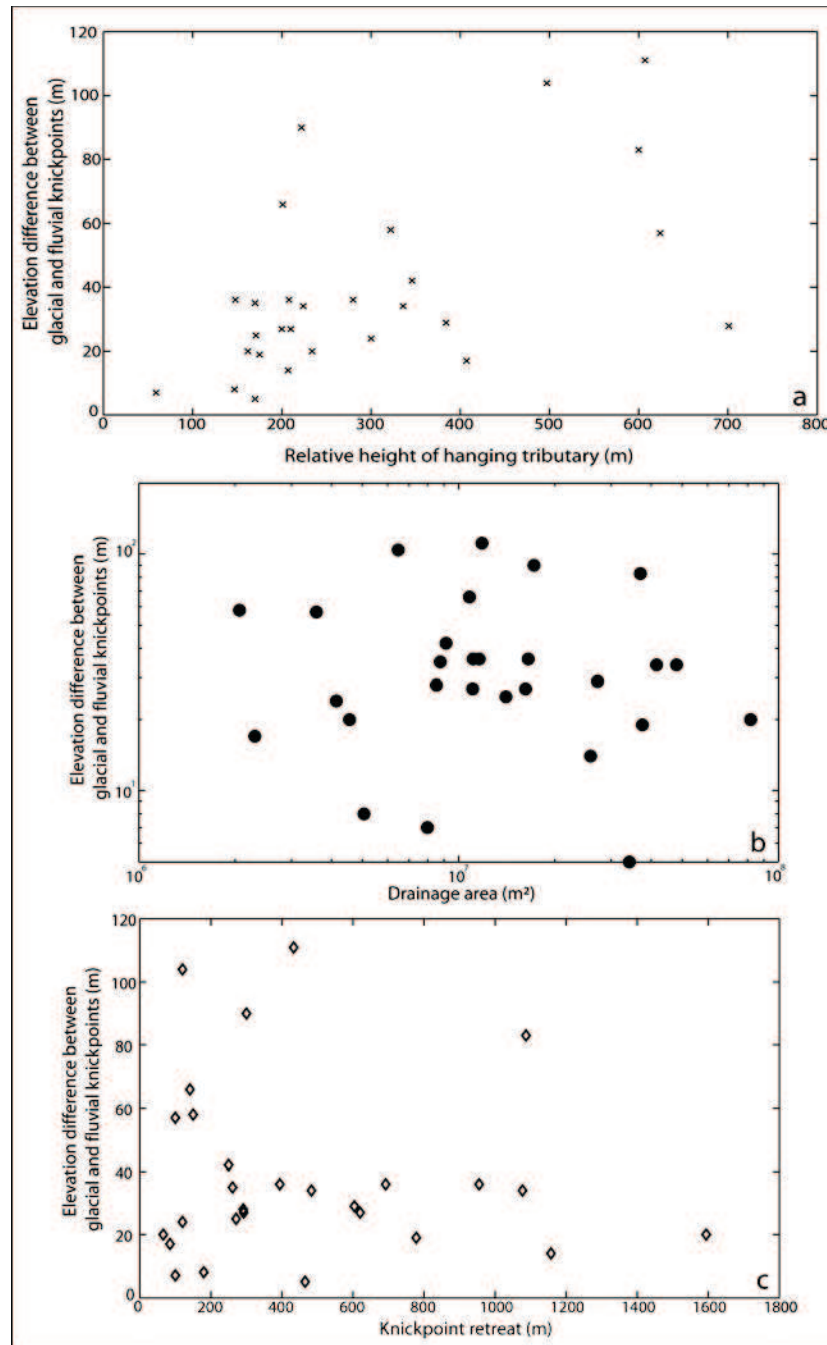 Elevation difference between
glacial and fluvial knickpoints (m)
120
100
80
60
40
20
0
0 100 200 300 400 500 600 700 800
a
Relative height of hanging tributary (m)
Elevation difference between
glacial and fluvial knickpoints (m)
10²
10¹
10⁶ 10⁷ 10⁸
b
Drainage area (m²)
Elevation difference between
glacial and fluvial knickpoints (m)
120
100
80
60
40
20
0
0 200 400 600 800 1000 1200 1400 1600 1800
c
Knickpoint retreat (m)